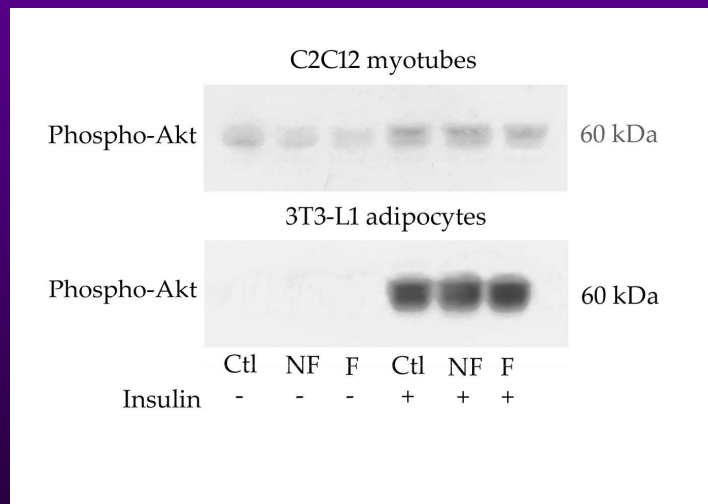 C2C12 myotubes
Phospho-Akt 60 kDa
3T3-L1 adipocytes
Phospho-Akt 60 kDa
Ctl NF F Ctl NF F
Insulin - - - + + +